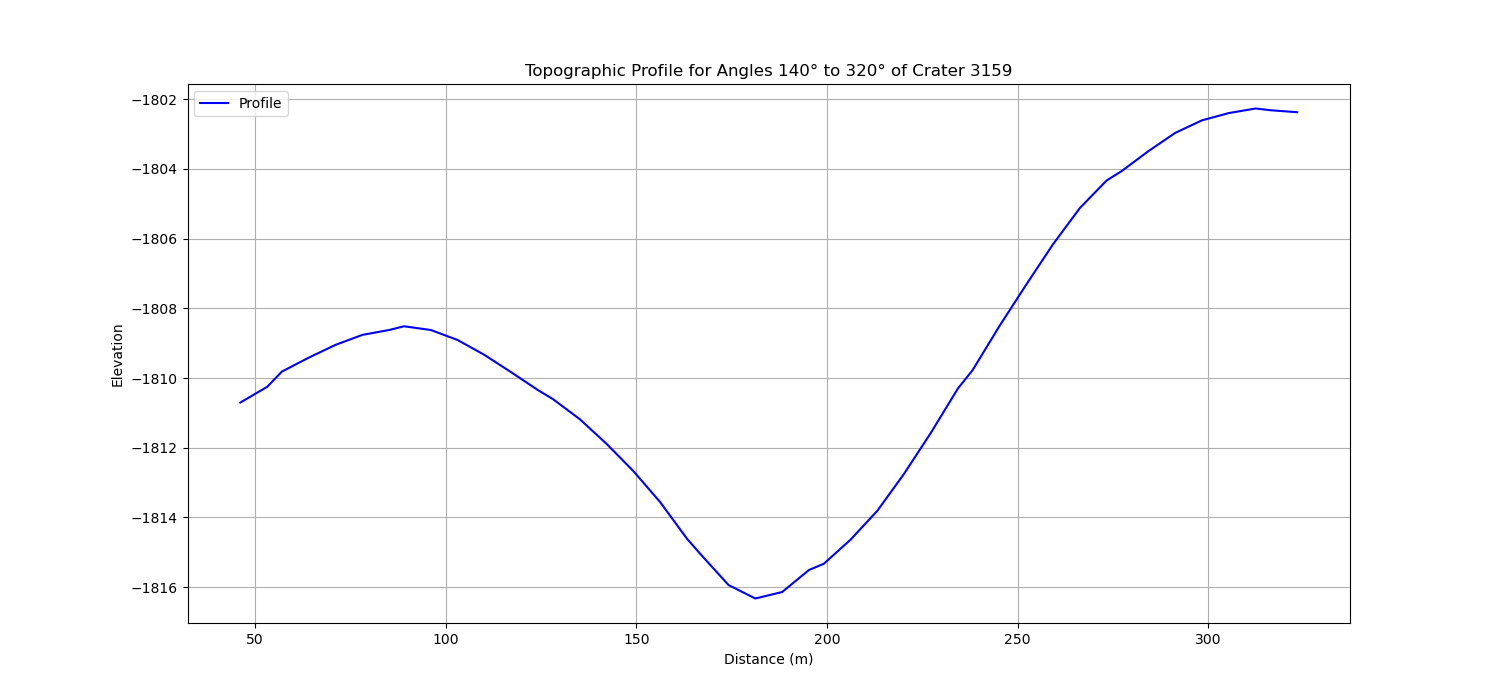 Topographic Profile for Angles 140° to 320° of Crater 3159
Profile
−1802
−1804
−1806
−1808
−1810
−1812
−1814
−1816
Elevation
50 100 150 200 250 300
Distance (m)